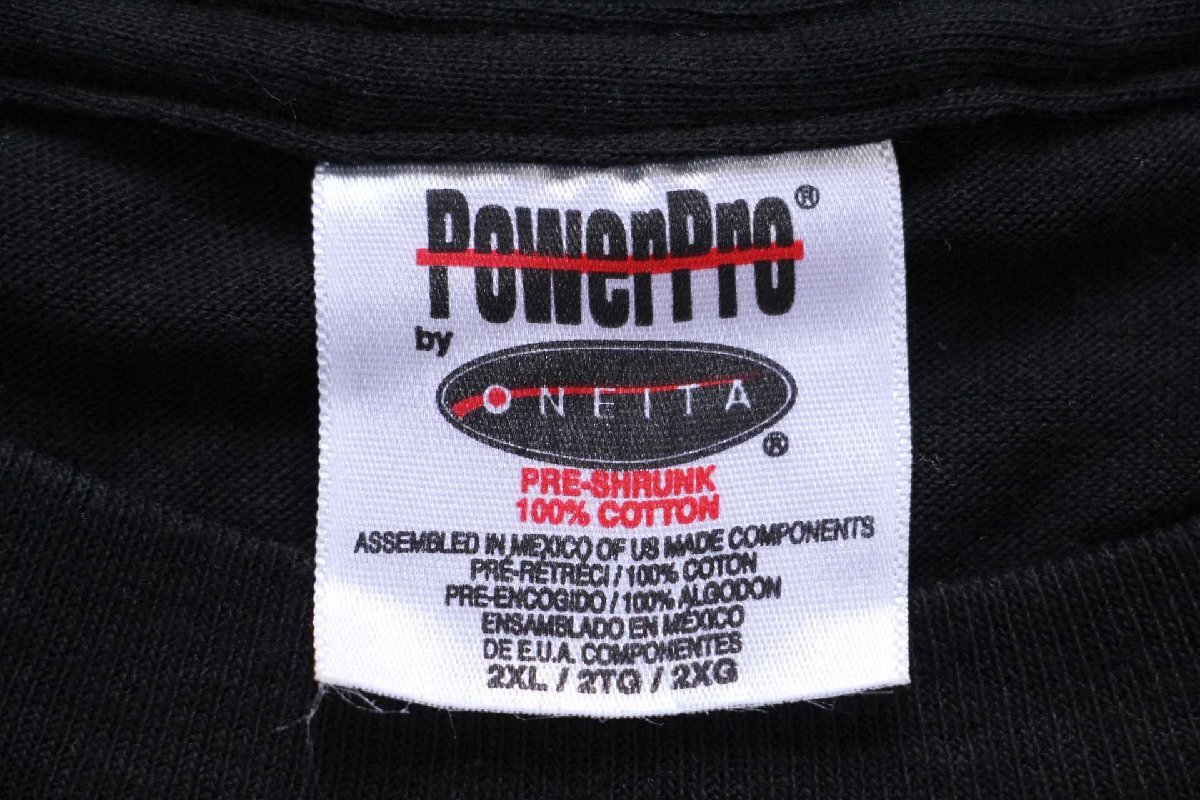 PowerPro®
by
ONEITA
®
PRE-SHRUNK
100% COTTON
ASSEMBLED IN MEXICO OF US MADE COMPONENTS
PRÉ-RÉTRECI / 100% COTON
PRE-ENCOGIDO / 100% ALGODON
ENSAMBLADO EN MÉXICO
DE E.U.A. COMPONENTES
2XL / 2TG / 2XG